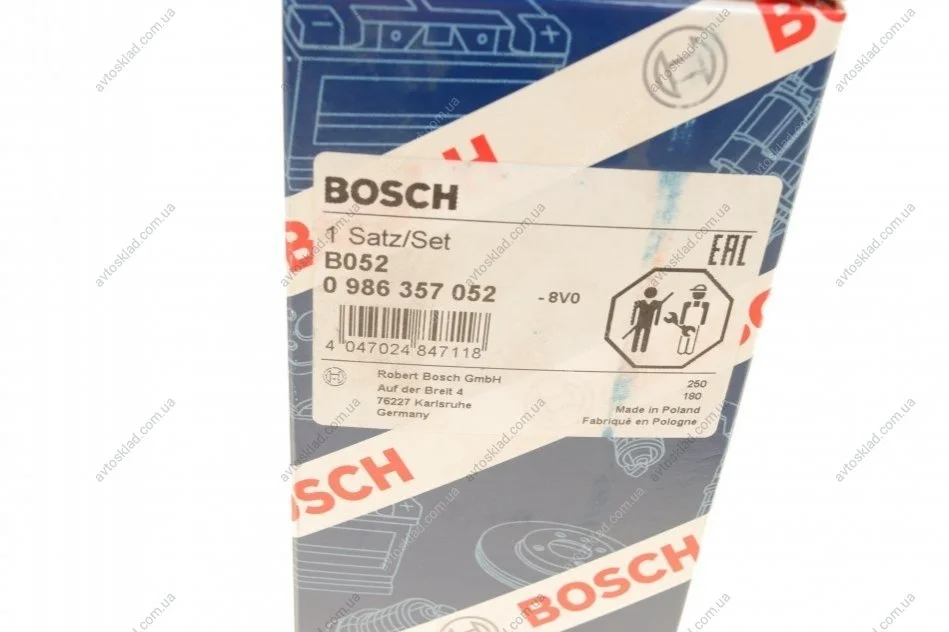 BOSCH
1 Satz/Set
B052
0 986 357 052
- 8V0
EAC
4 047024 847118
Robert Bosch GmbH
Auf der Breit 4
76227 Karlsruhe
Germany
250
180
Made in Poland
Fabriqué en Pologne
BOSCH
BOSCH
avtosklad.com.ua